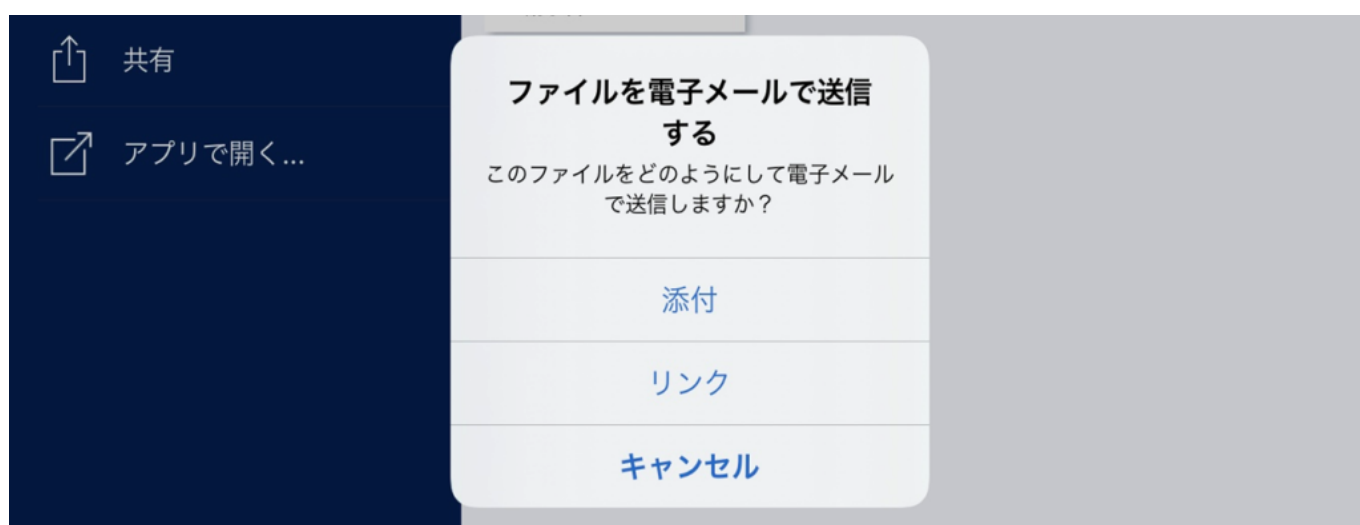 共有
アプリで開く...
ファイルを電子メールで送信
する
このファイルをどのようにして電子メール
で送信しますか？
添付
リンク
キャンセル